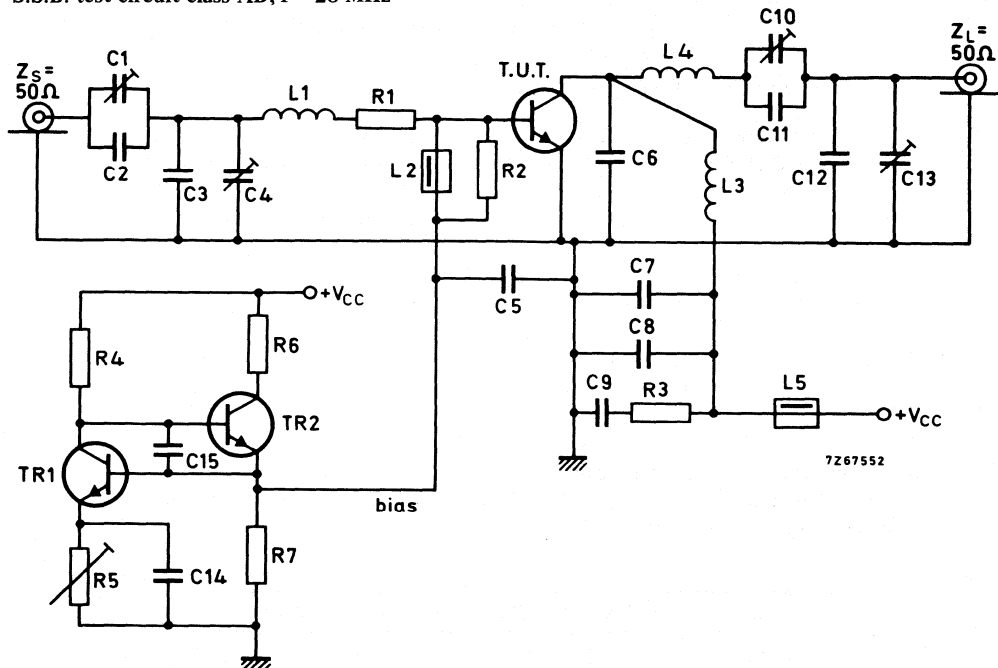 S.S.B. test circuit class AB; f = 28 MHz
C1
C10
ZS=
50Ω
ZL=
50Ω
T.U.T.
L4
L1
R1
C2
C11
C3
C4
L2
R2
C6
L3
C12
C13
C7
C5
+VCC
C8
R4
R6
C9
R3
L5
+VCC
TR2
C15
TR1
7Z67552
bias
R5
C14
R7